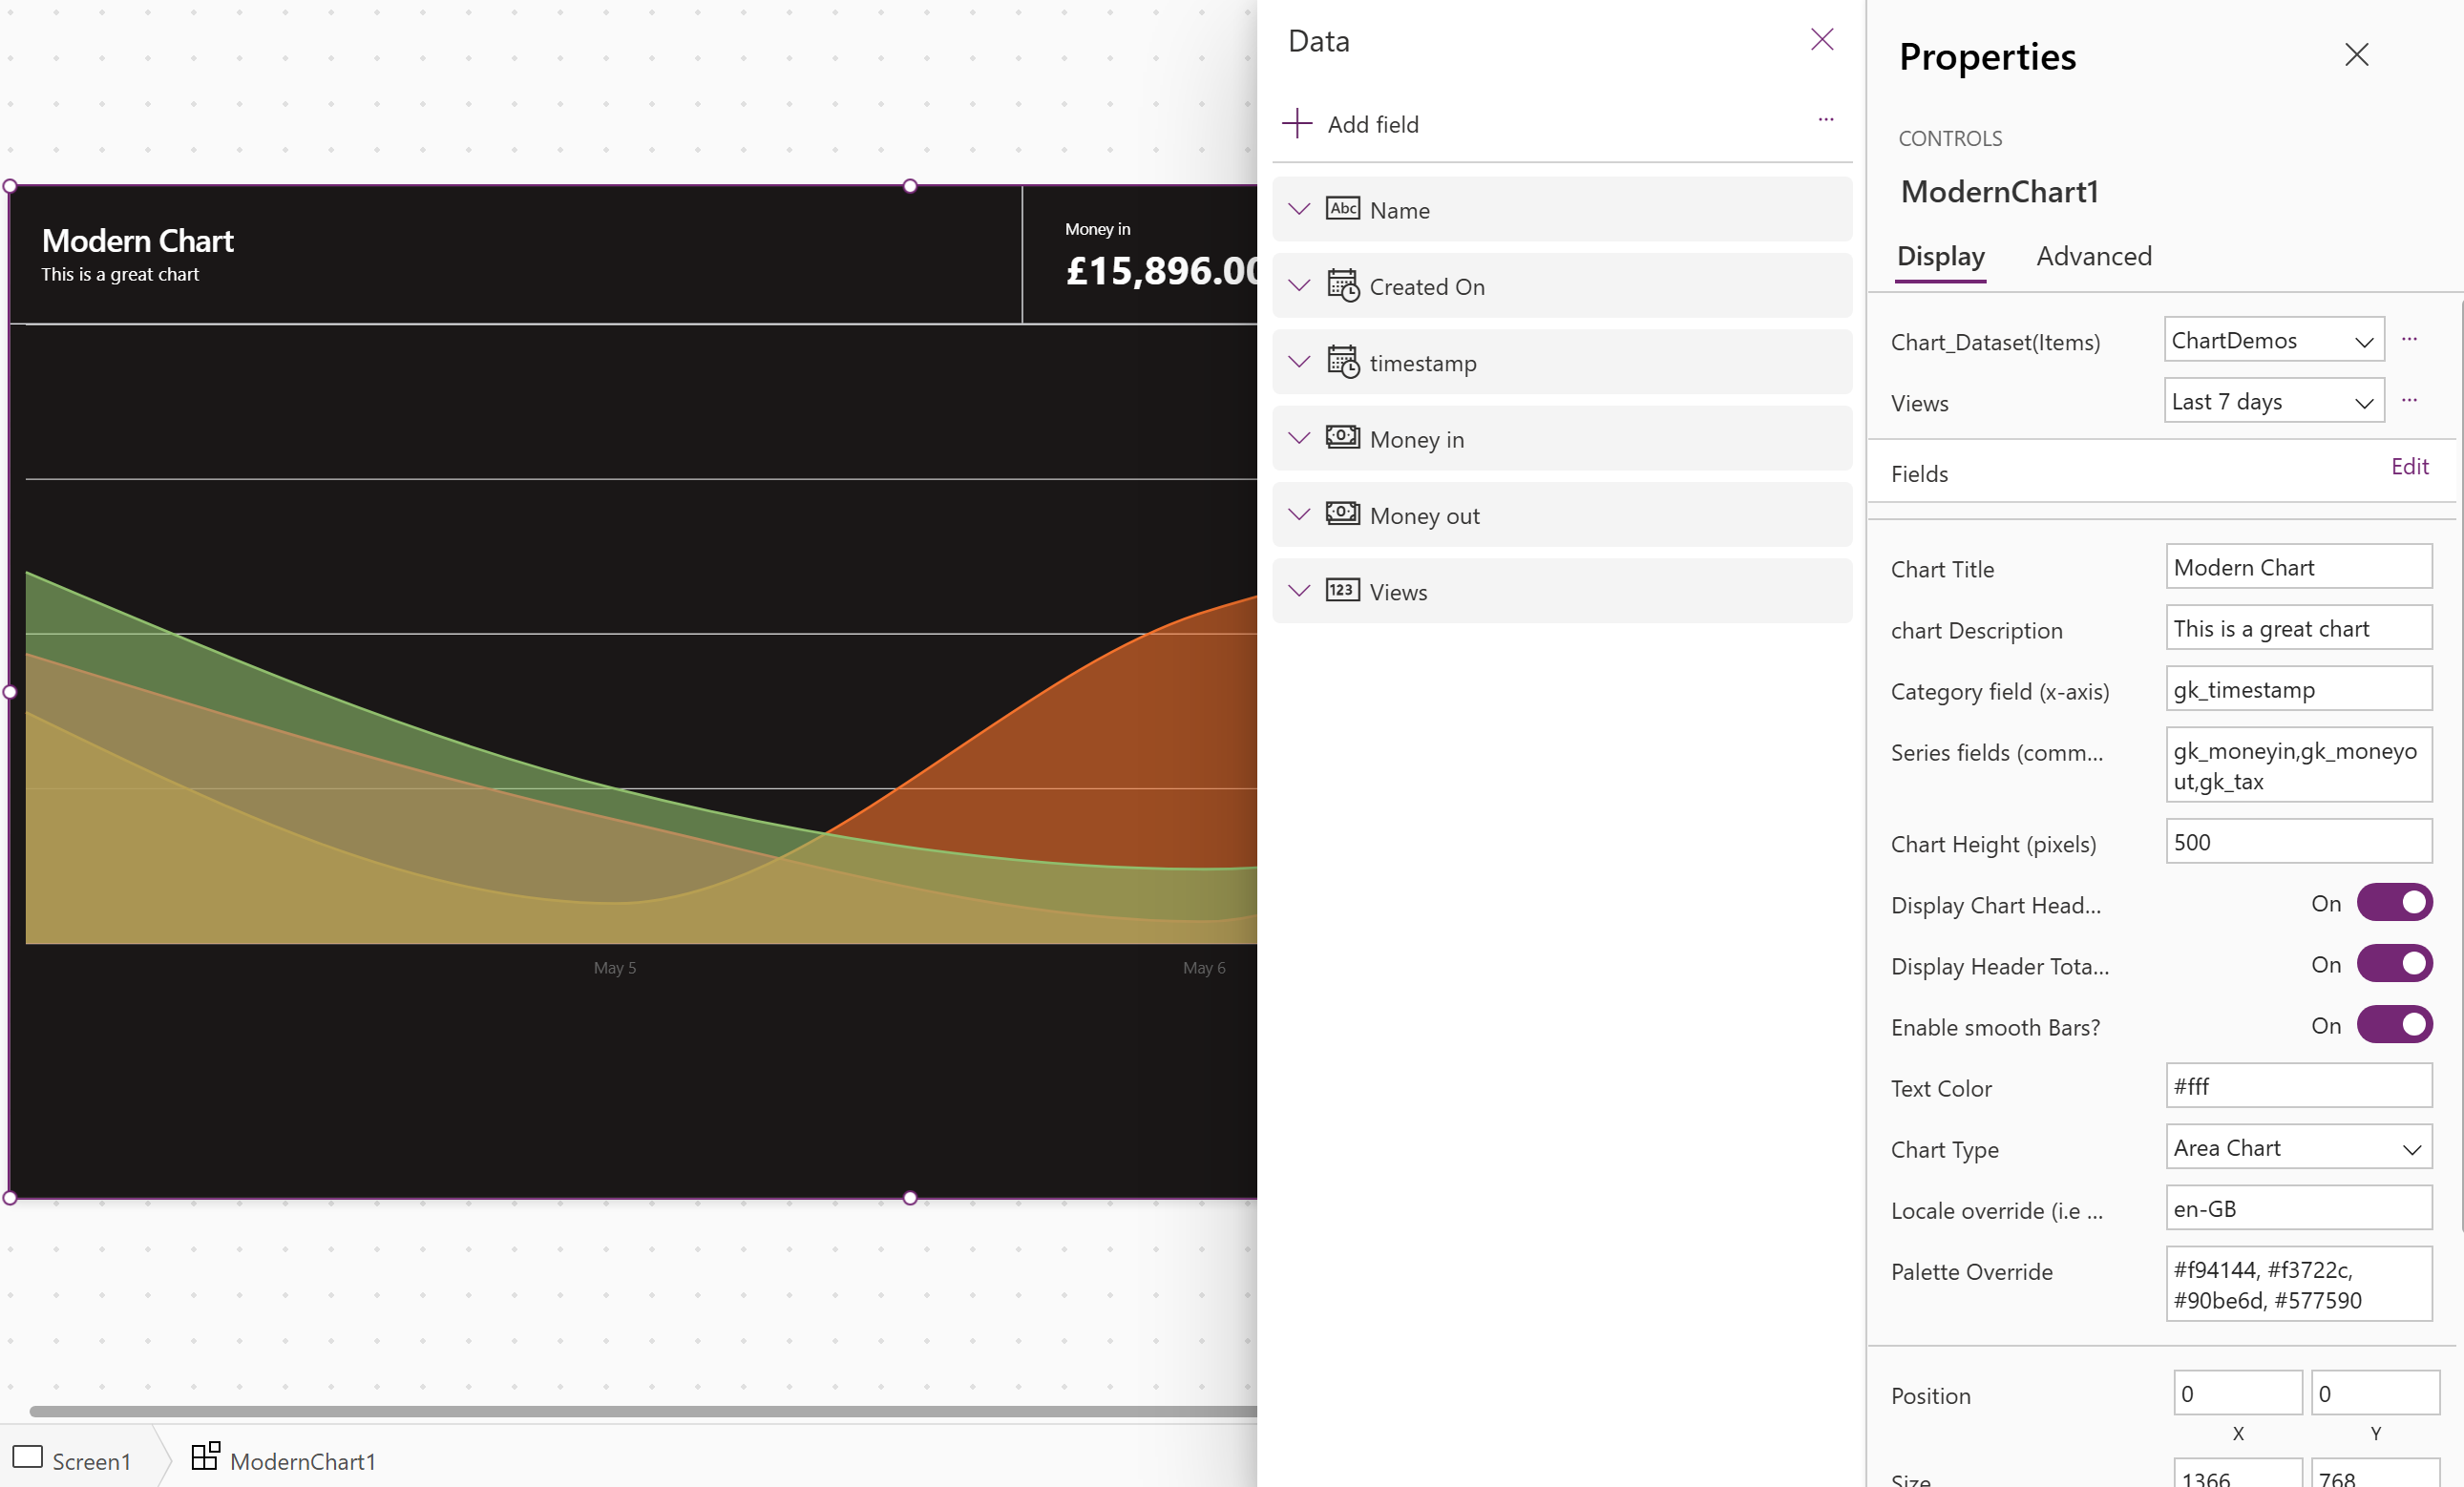 Modern Chart
This is a great chart
Money in
£15,896.00
May 5
May 6
Screen1
ModernChart1
Data
Add field
...
Abc Name
Created On
timestamp
Money in
Money out
123 Views
Properties
CONTROLS
ModernChart1
Display Advanced
Chart_Dataset(Items) ChartDemos ...
Views Last 7 days ...
Fields Edit
Chart Title Modern Chart
chart Description This is a great chart
Category field (x-axis) gk_timestamp
Series fields (comm... gk_moneyin,gk_moneyo
ut,gk_tax
Chart Height (pixels) 500
Display Chart Head... On
Display Header Tota... On
Enable smooth Bars? On
Text Color #fff
Chart Type Area Chart
Locale override (i.e ... en-GB
Palette Override #f94144, #f3722c,
#90be6d, #577590
Position 0 0
X Y
Size 1366 768